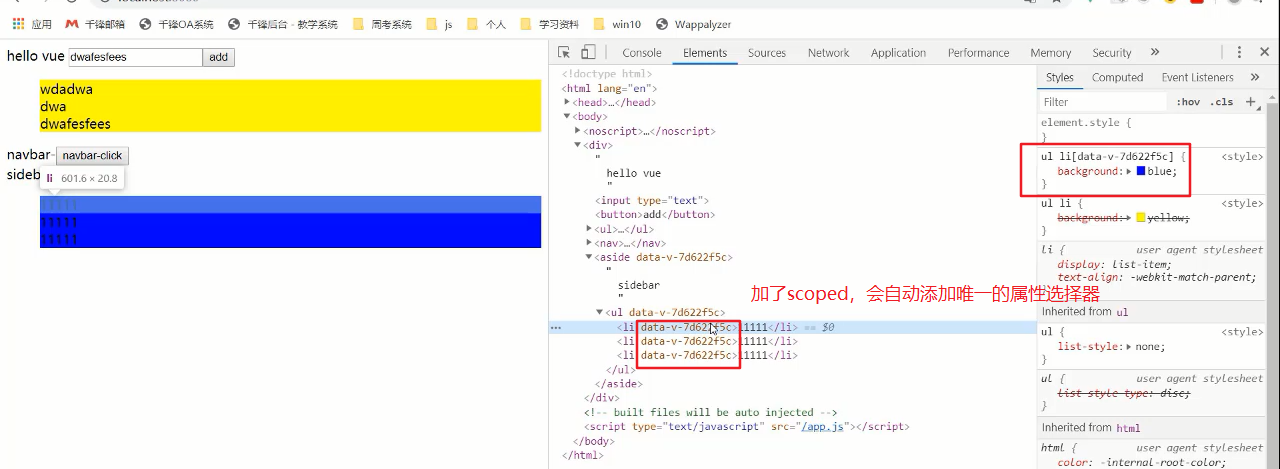 应用
千锋邮箱
千锋OA系统
千锋后台 - 教学系统
周考系统
js
个人
学习资料
win10
Wappalyzer
hello vue
dwafesfees
add
wdadwa
dwa
dwafesfees
navbar-
navbar-click
sideb
li 601.6 × 20.8
11111
11111
11111
Console
Elements
Sources
Network
Application
Performance
Memory
Security
»
<!doctype html>
<html lang="en">
<head>…</head>
<body>
<noscript>…</noscript>
<div>
"
hello vue
"
<input type="text">
<button>add</button>
<ul>…</ul>
<nav>…</nav>
<aside data-v-7d622f5c>
"
sidebar
"
<ul data-v-7d622f5c>
<li data-v-7d622f5c>11111</li> == $0
<li data-v-7d622f5c>11111</li>
<li data-v-7d622f5c>11111</li>
</ul>
</aside>
</div>
<!-- built files will be auto injected -->
<script type="text/javascript" src="/app.js"></script>
</body>
</html>
加了scoped，会自动添加唯一的属性选择器
Styles
Computed
Event Listeners
»
Filter
:hov .cls +
element.style {
}
ul li[data-v-7d622f5c] { <style>
background: blue;
}
ul li { <style>
background: yellow;
}
li { user agent stylesheet
display: list-item;
text-align: -webkit-match-parent;
Inherited from ul
ul { <style>
list-style: none;
}
ul { user agent stylesheet
list-style-type: disc;
}
Inherited from html
html { user agent stylesheet
color: -internal-root-color;